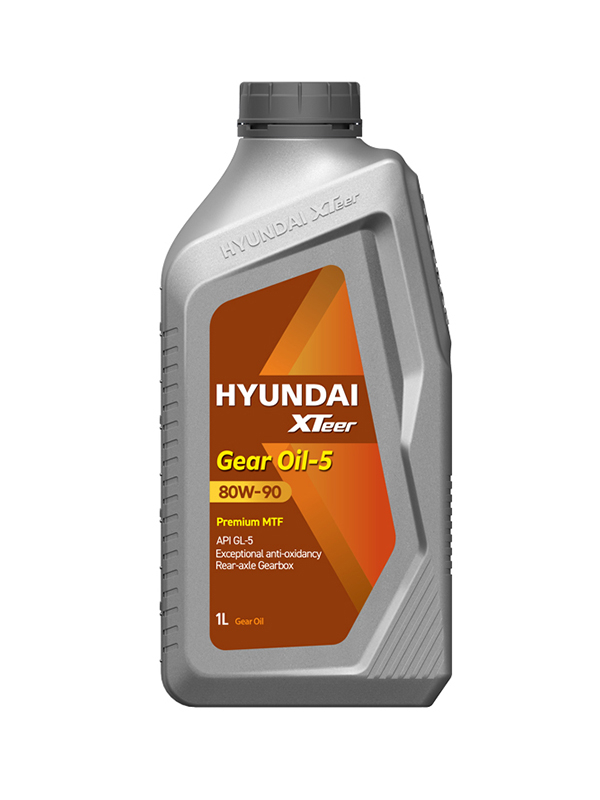 HYUNDAI XTeer
HYUNDAI
XTeer
Gear Oil-5
80W-90
Premium MTF
API GL-5
Exceptional anti-oxidancy
Rear-axle Gearbox
1L Gear Oil